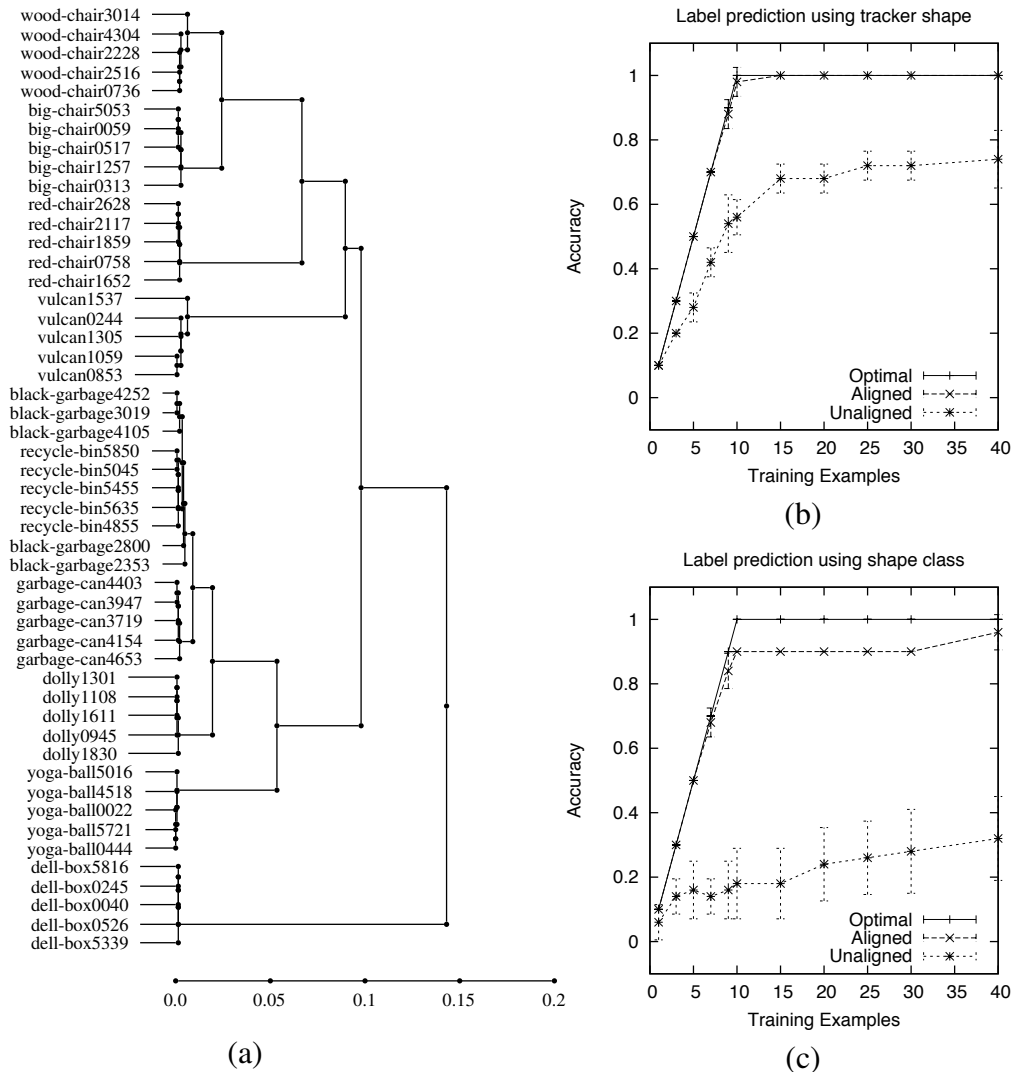 wood-chair3014
wood-chair4304
wood-chair2228
wood-chair2516
wood-chair0736
big-chair5053
big-chair0059
big-chair0517
big-chair1257
big-chair0313
red-chair2628
red-chair2117
red-chair1859
red-chair0758
red-chair1652
vulcan1537
vulcan0244
vulcan1305
vulcan1059
vulcan0853
black-garbage4252
black-garbage3019
black-garbage4105
recycle-bin5850
recycle-bin5045
recycle-bin5455
recycle-bin5635
recycle-bin4855
black-garbage2800
black-garbage2353
garbage-can4403
garbage-can3947
garbage-can3719
garbage-can4154
garbage-can4653
dolly1301
dolly1108
dolly1611
dolly0945
dolly1830
yoga-ball5016
yoga-ball4518
yoga-ball0022
yoga-ball5721
yoga-ball0444
dell-box5816
dell-box0245
dell-box0040
dell-box0526
dell-box5339
0.0 0.05 0.1 0.15 0.2
(a)
Label prediction using tracker shape
1
0.8
0.6
0.4
0.2
0
Accuracy
Optimal
Aligned
Unaligned
0 5 10 15 20 25 30 35 40
Training Examples
(b)
Label prediction using shape class
1
0.8
0.6
0.4
0.2
0
Accuracy
Optimal
Aligned
Unaligned
0 5 10 15 20 25 30 35 40
Training Examples
(c)